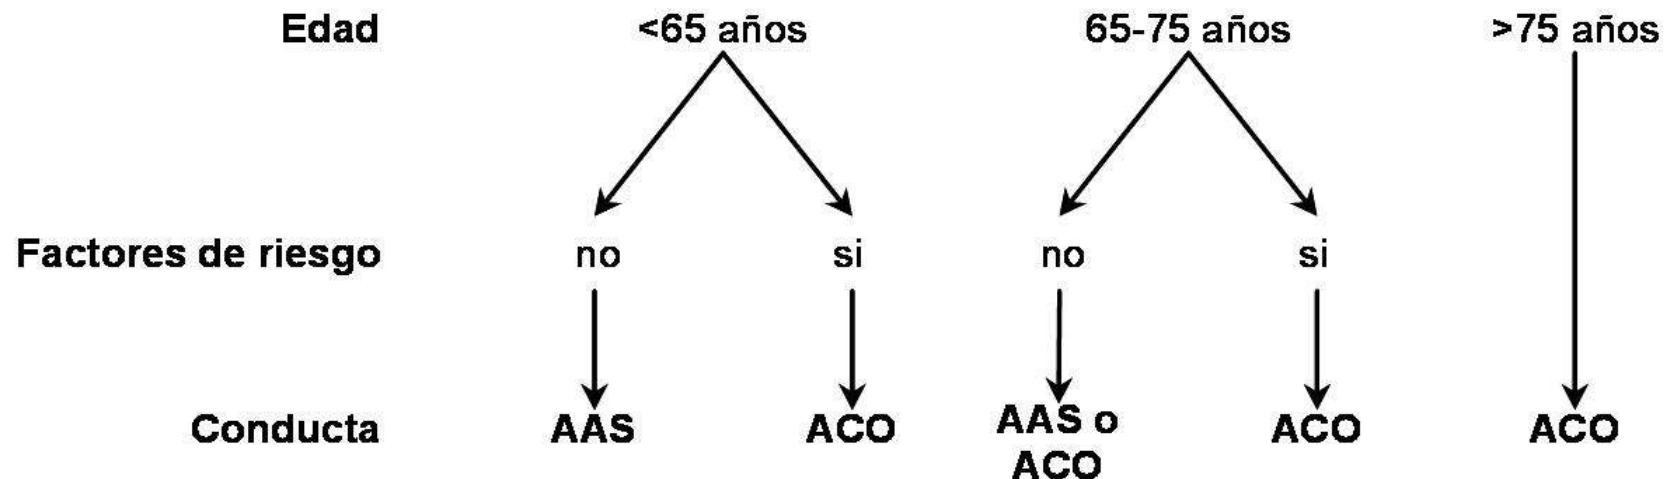 Edad <65 años 65-75 años >75 años
Factores de riesgo no si no si
Conducta AAS ACO AAS o ACO ACO ACO